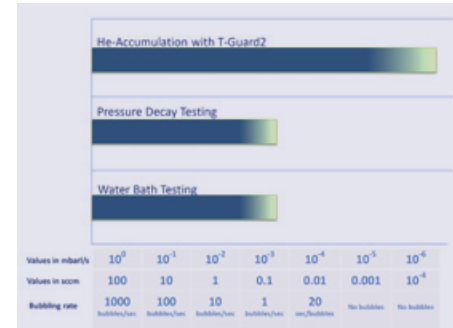 He-Accumulation with T-Guard2
Pressure Decay Testing
Water Bath Testing
Values in mbarl/s 10⁰ 10⁻¹ 10⁻² 10⁻³ 10⁻⁴ 10⁻⁵ 10⁻⁶
Values in sccm 100 10 1 0.1 0.01 0.001 10⁻⁴
Bubbling rate 1000 100 10 1 20 No bubbles No bubbles
bubbles/sec bubbles/sec bubbles/sec bubbles/sec sec/bubbles